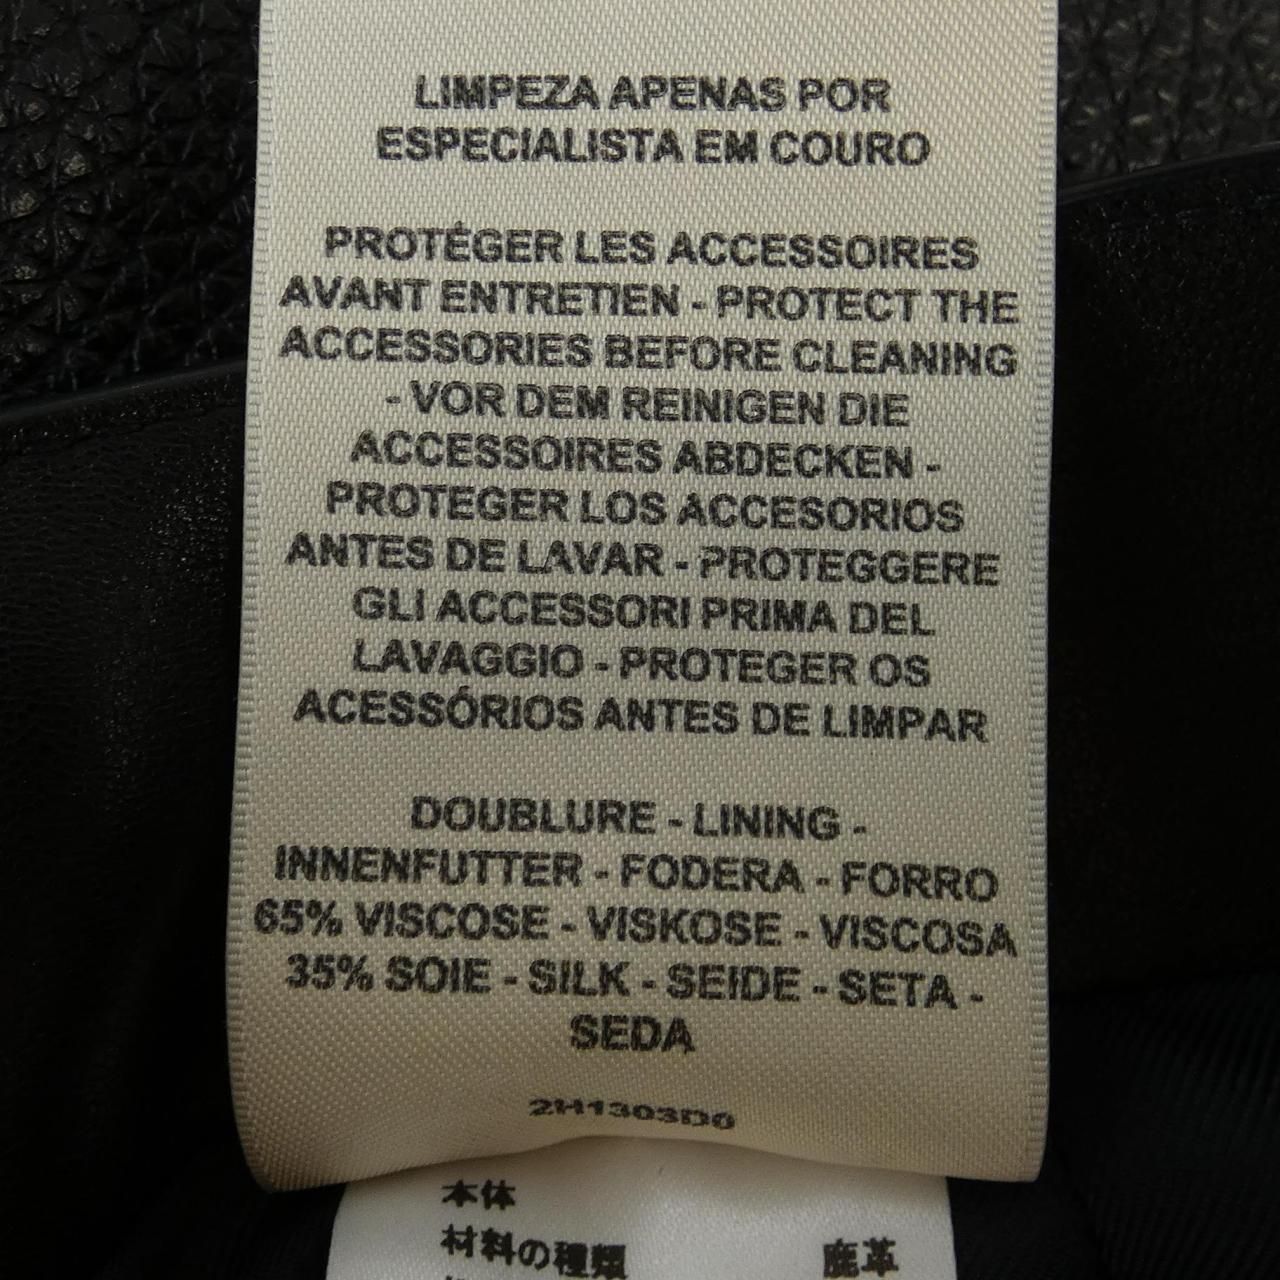 LIMPEZA APENAS POR
ESPECIALISTA EM COURO
PROTÉGER LES ACCESSOIRES
AVANT ENTRETIEN - PROTECT THE
ACCESSORIES BEFORE CLEANING
- VOR DEM REINIGEN DIE
ACCESSOIRES ABDECKEN -
PROTEGER LOS ACCESORIOS
ANTES DE LAVAR - PROTEGGERE
GLI ACCESSORI PRIMA DEL
LAVAGGIO - PROTEGER OS
ACESSÓRIOS ANTES DE LIMPAR
DOUBLURE - LINING -
INNENFUTTER - FODERA - FORRO
65% VISCOSE - VISKOSE - VISCOSA
35% SOIE - SILK - SEIDE - SETA -
SEDA
2H1303D0
本体
材料の種類 鹿革